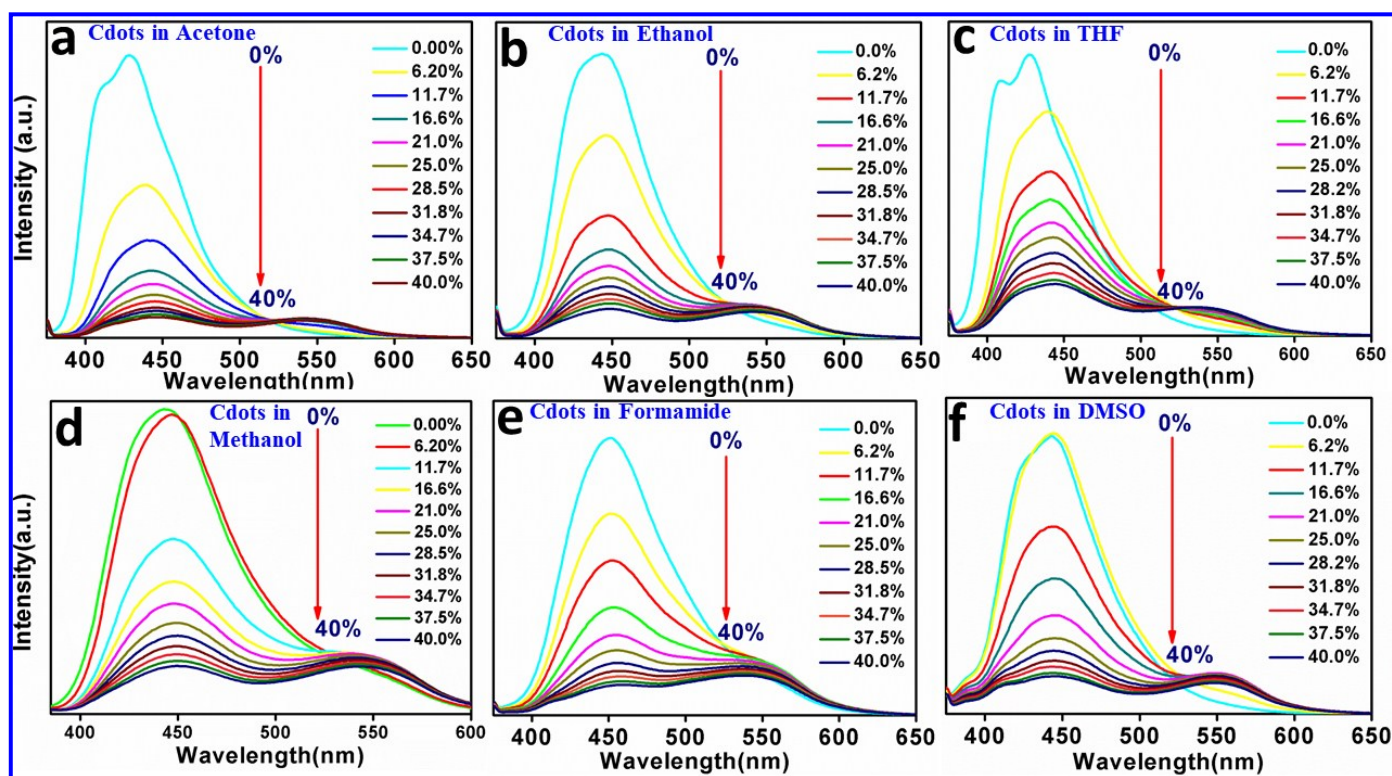 a
Cdots in Acetone
0%
40%
0.00%
6.20%
11.7%
16.6%
21.0%
25.0%
28.5%
31.8%
34.7%
37.5%
40.0%
Intensity (a.u.)
400 450 500 550 600 650
Wavelength(nm)
b
Cdots in Ethanol
0%
40%
0.0%
6.2%
11.7%
16.6%
21.0%
25.0%
28.5%
31.8%
34.7%
37.5%
40.0%
400 450 500 550 600 650
Wavelength(nm)
c
Cdots in THF
0%
40%
0.0%
6.2%
11.7%
16.6%
21.0%
25.0%
28.2%
31.8%
34.7%
37.5%
40.0%
400 450 500 550 600 650
Wavelength(nm)
d
Cdots in
Methanol
0%
40%
0.00%
6.20%
11.7%
16.6%
21.0%
25.0%
28.5%
31.8%
34.7%
37.5%
40.0%
Intensity(a.u.)
400 450 500 550 600
Wavelength(nm)
e
Cdots in Formamide
0%
40%
0.0%
6.2%
11.7%
16.6%
21.0%
25.0%
28.5%
31.8%
34.7%
37.5%
40.0%
400 450 500 550 600 650
Wavelength(nm)
f
Cdots in DMSO
0%
40%
0.0%
6.2%
11.7%
16.6%
21.0%
25.0%
28.2%
31.8%
34.7%
37.5%
40.0%
400 450 500 550 600 650
Wavelength(nm)